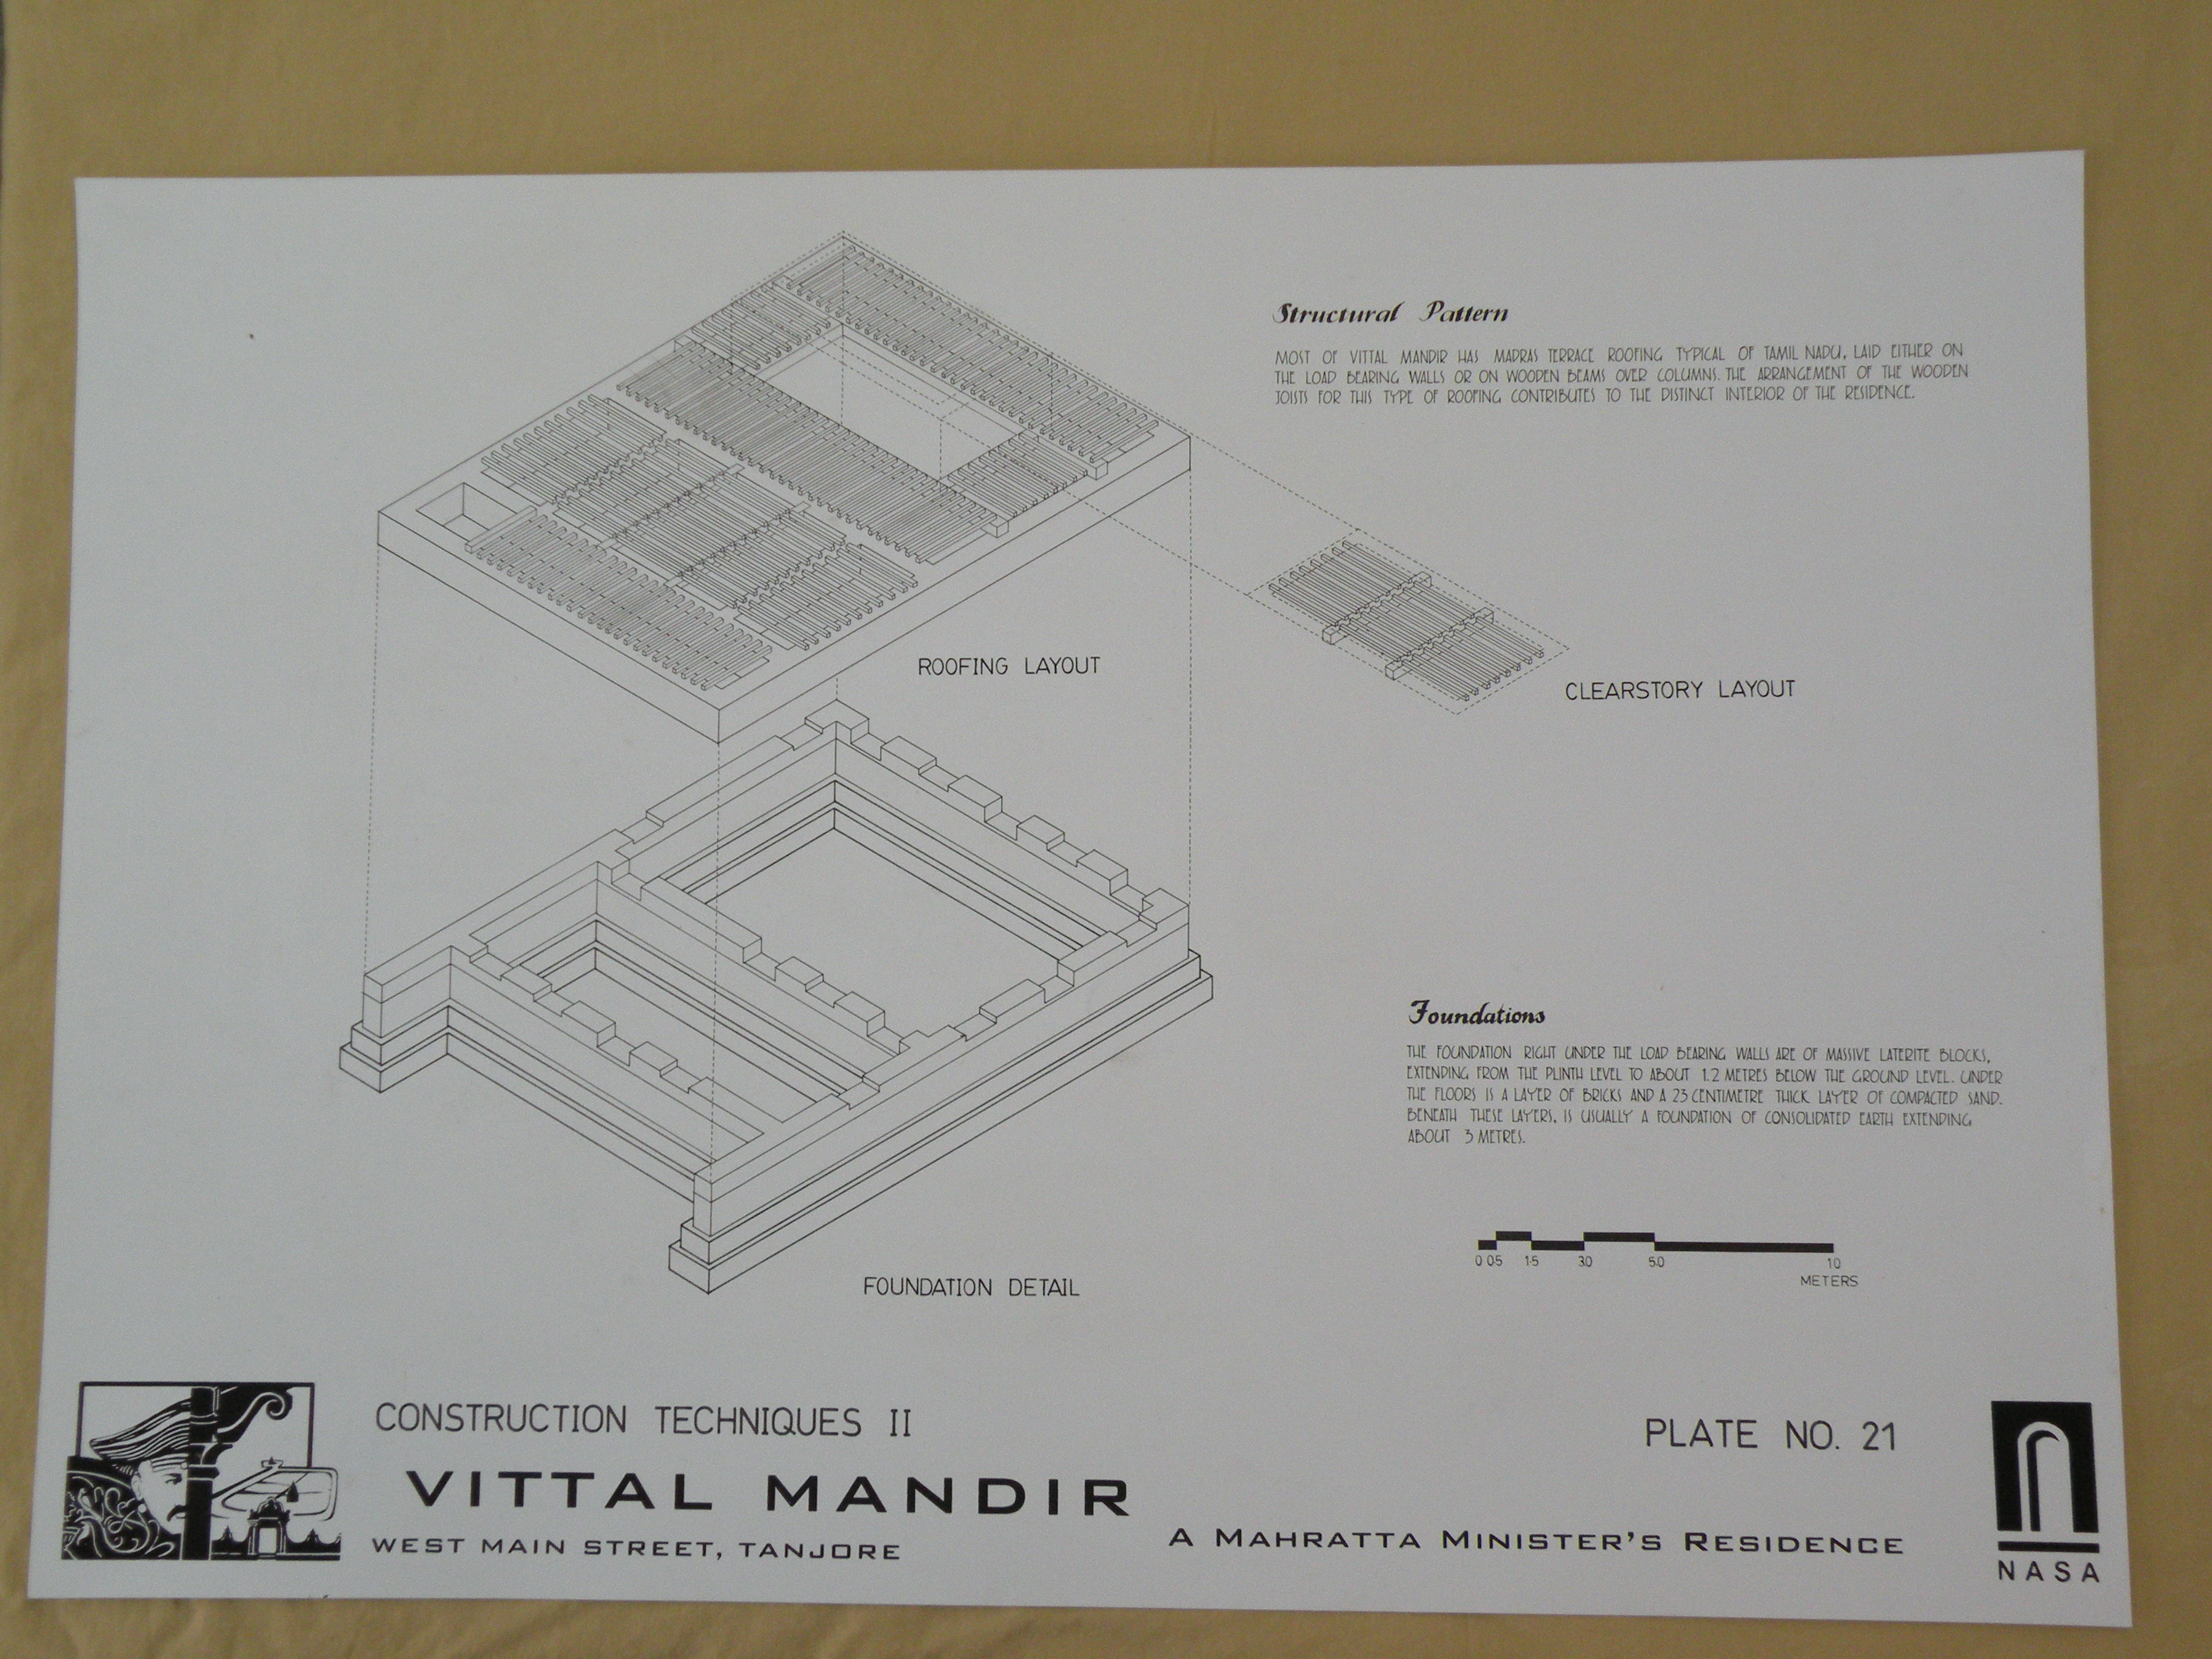 Structural Pattern
MOST OF VITTAL MANDIR HAS MADRAS TERRACE ROOFING TYPICAL OF TAMIL NADU, LAID EITHER ON
THE LOAD BEARING WALLS OR ON WOODEN BEAMS OVER COLUMNS. THE ARRANGEMENT OF THE WOODEN
JOISTS FOR THIS TYPE OF ROOFING CONTRIBUTES TO THE DISTINCT INTERIOR OF THE RESIDENCE.
ROOFING LAYOUT
CLEARSTORY LAYOUT
Foundations
THE FOUNDATION RIGHT UNDER THE LOAD BEARING WALLS ARE OF MASSIVE LATERITE BLOCKS,
EXTENDING FROM THE PLINTH LEVEL TO ABOUT 1.2 METRES BELOW THE GROUND LEVEL. UNDER
THE FLOORS IS A LAYER OF BRICKS AND A 23 CENTIMETRE THICK LAYER OF COMPACTED SAND.
BENEATH THESE LAYERS, IS USUALLY A FOUNDATION OF CONSOLIDATED EARTH EXTENDING
ABOUT 3 METRES.
0 0.5 1.5 3.0 5.0 10
METERS
FOUNDATION DETAIL
CONSTRUCTION TECHNIQUES II
PLATE NO. 21
VITTAL MANDIR
WEST MAIN STREET, TANJORE
A MAHRATTA MINISTER'S RESIDENCE
NASA